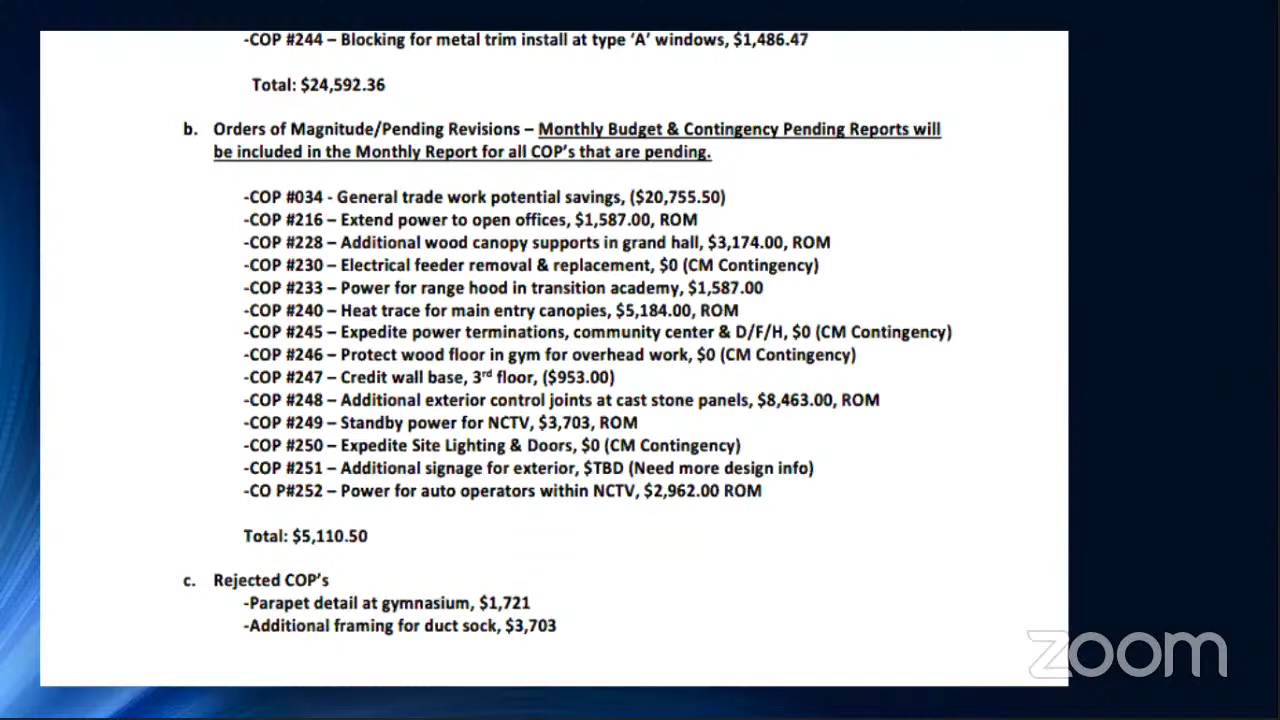 -COP #244 – Blocking for metal trim install at type ‘A’ windows, $1,486.47
Total: $24,592.36
b. Orders of Magnitude/Pending Revisions – Monthly Budget & Contingency Pending Reports will
be included in the Monthly Report for all COP’s that are pending.
-COP #034 - General trade work potential savings, ($20,755.50)
-COP #216 – Extend power to open offices, $1,587.00, ROM
-COP #228 – Additional wood canopy supports in grand hall, $3,174.00, ROM
-COP #230 – Electrical feeder removal & replacement, $0 (CM Contingency)
-COP #233 – Power for range hood in transition academy, $1,587.00
-COP #240 – Heat trace for main entry canopies, $5,184.00, ROM
-COP #245 – Expedite power terminations, community center & D/F/H, $0 (CM Contingency)
-COP #246 – Protect wood floor in gym for overhead work, $0 (CM Contingency)
-COP #247 – Credit wall base, 3rd floor, ($953.00)
-COP #248 – Additional exterior control joints at cast stone panels, $8,463.00, ROM
-COP #249 – Standby power for NCTV, $3,703, ROM
-COP #250 – Expedite Site Lighting & Doors, $0 (CM Contingency)
-COP #251 – Additional signage for exterior, $TBD (Need more design info)
-CO P#252 – Power for auto operators within NCTV, $2,962.00 ROM
Total: $5,110.50
c. Rejected COP’s
-Parapet detail at gymnasium, $1,721
-Additional framing for duct sock, $3,703
zoom